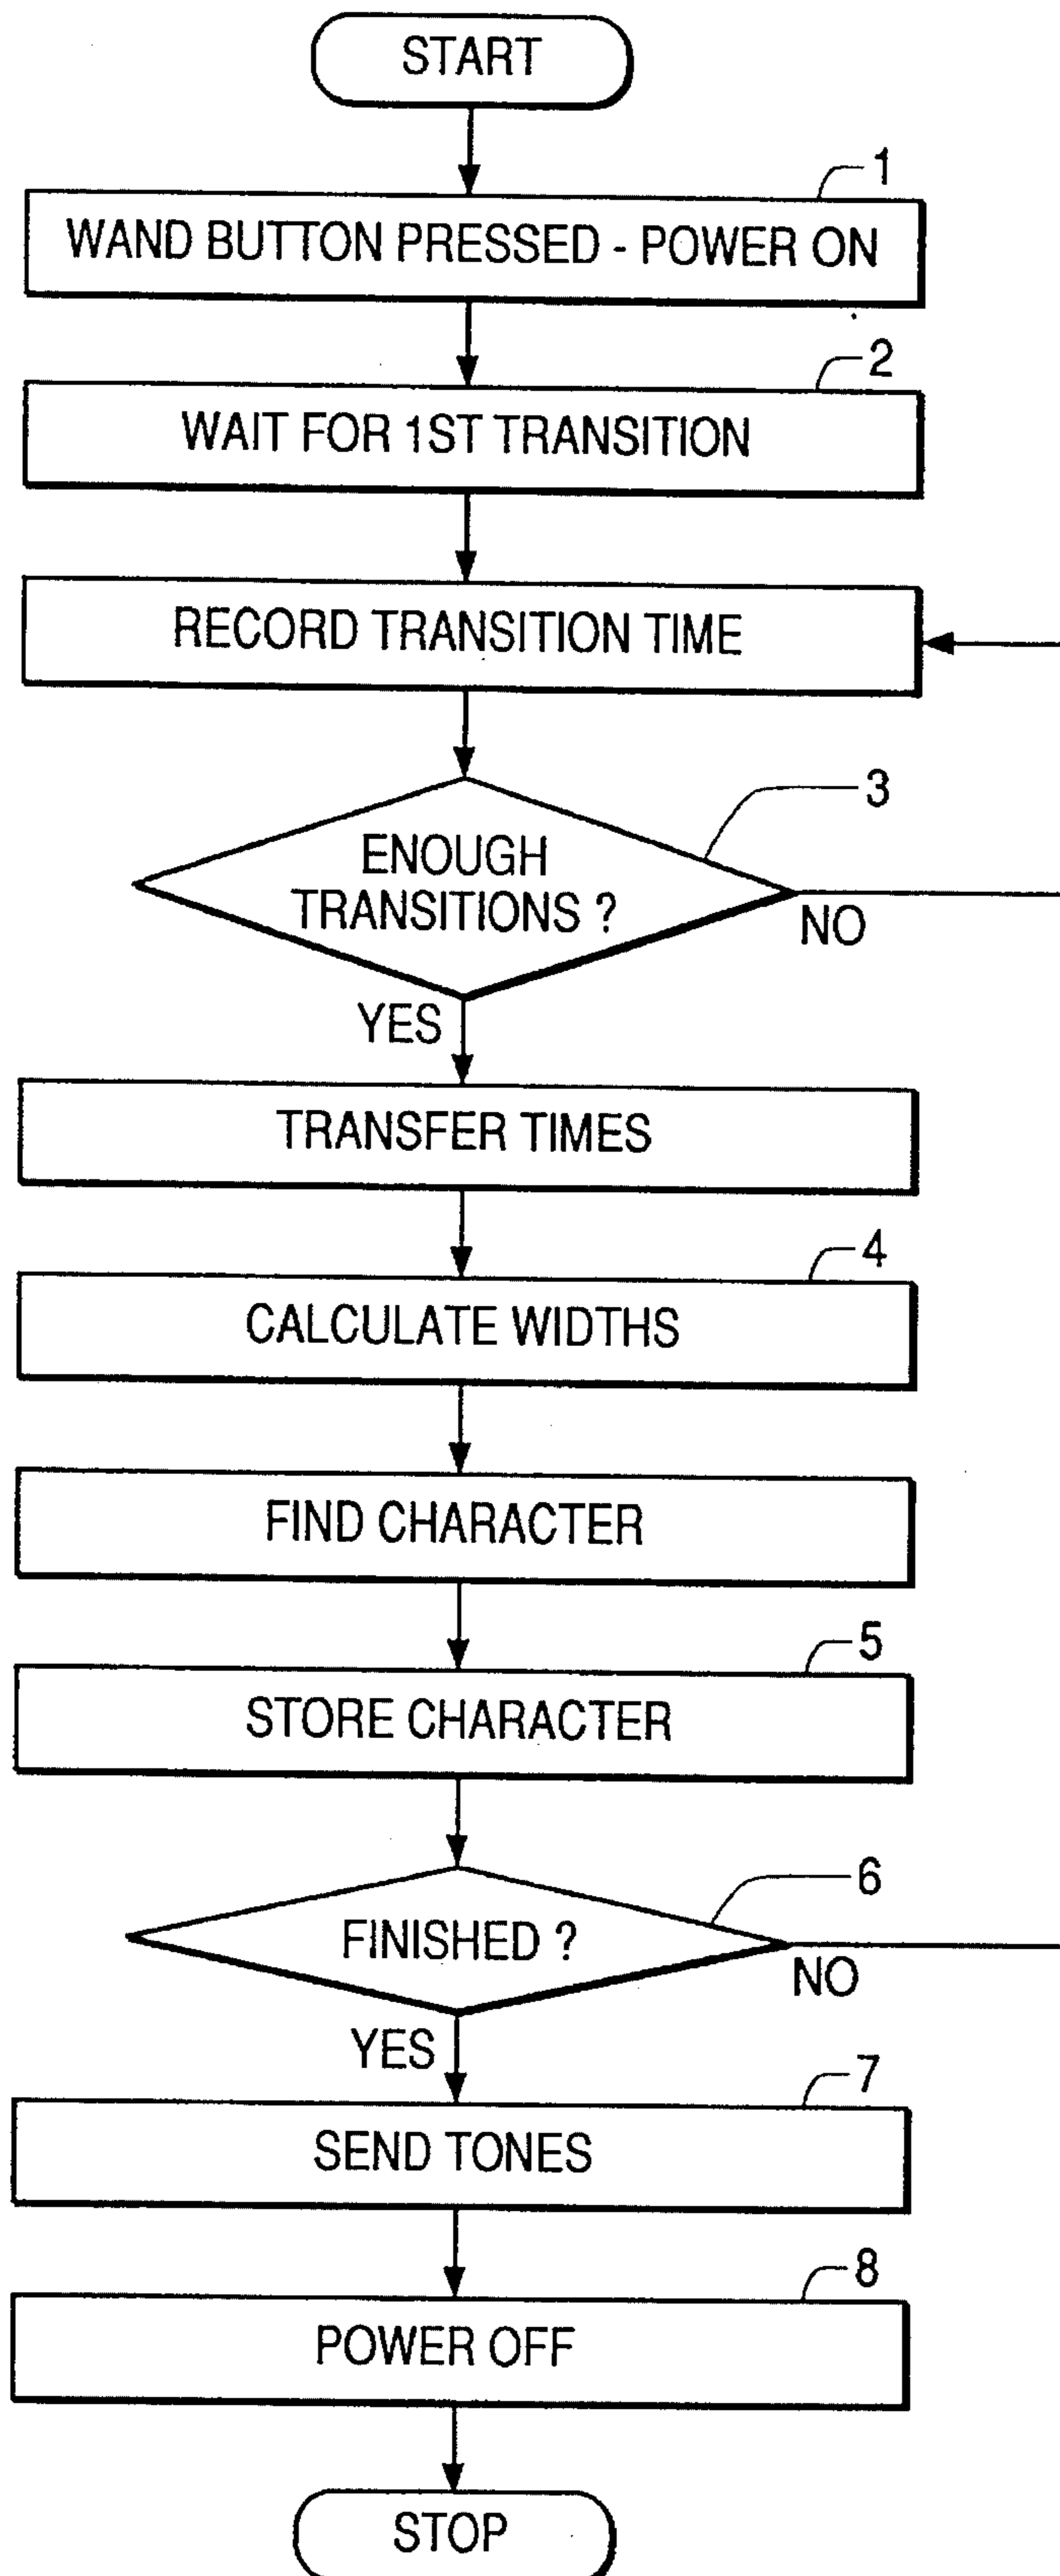 START
1
WAND BUTTON PRESSED - POWER ON
2
WAIT FOR 1ST TRANSITION
RECORD TRANSITION TIME
3
ENOUGH
TRANSITIONS ?
NO
YES
TRANSFER TIMES
4
CALCULATE WIDTHS
FIND CHARACTER
5
STORE CHARACTER
6
FINISHED ?
NO
YES
7
SEND TONES
8
POWER OFF
STOP